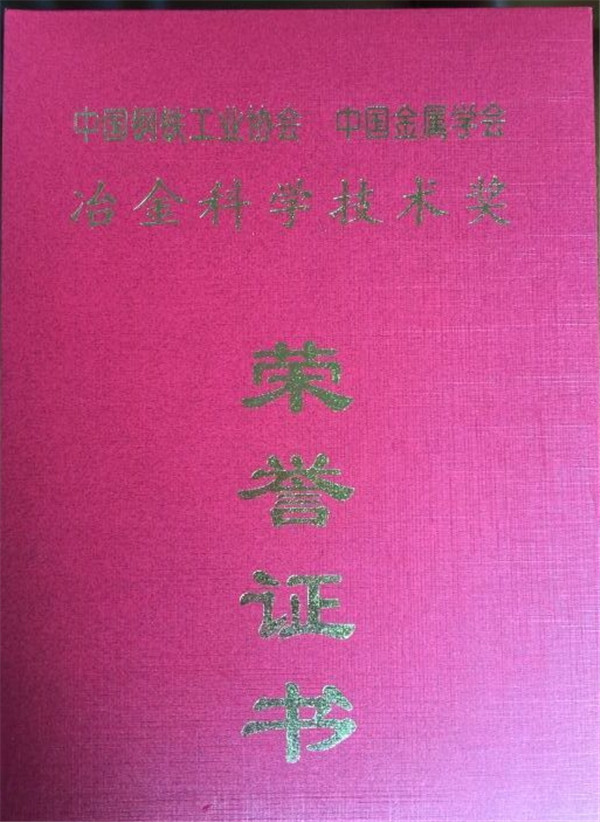 中国钢铁工业协会 中国金属学会
冶金科学技术奖
荣
誉
证
书